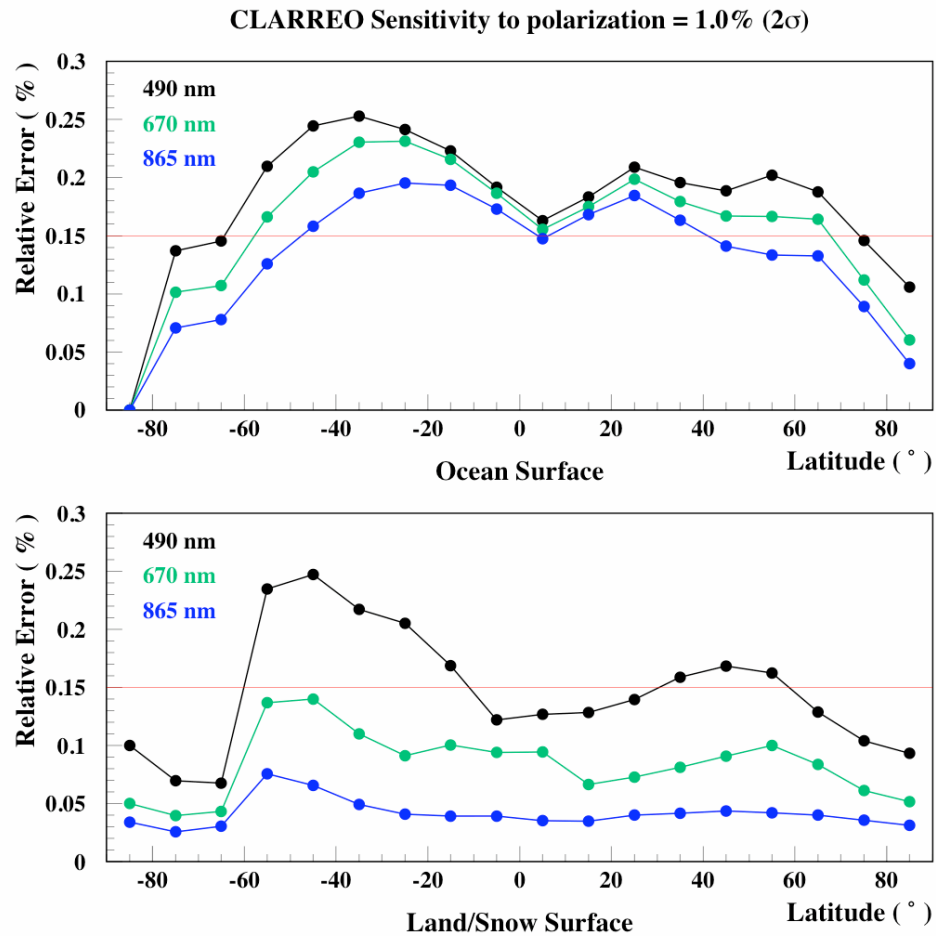 CLARREO Sensitivity to polarization = 1.0% (2σ)
Relative Error ( % )
0.3
0.25
0.2
0.15
0.1
0.05
0
490 nm
670 nm
865 nm
-80 -60 -40 -20 0 20 40 60 80
Ocean Surface
Latitude ( ° )
Relative Error ( % )
0.3
0.25
0.2
0.15
0.1
0.05
0
490 nm
670 nm
865 nm
-80 -60 -40 -20 0 20 40 60 80
Land/Snow Surface
Latitude ( ° )